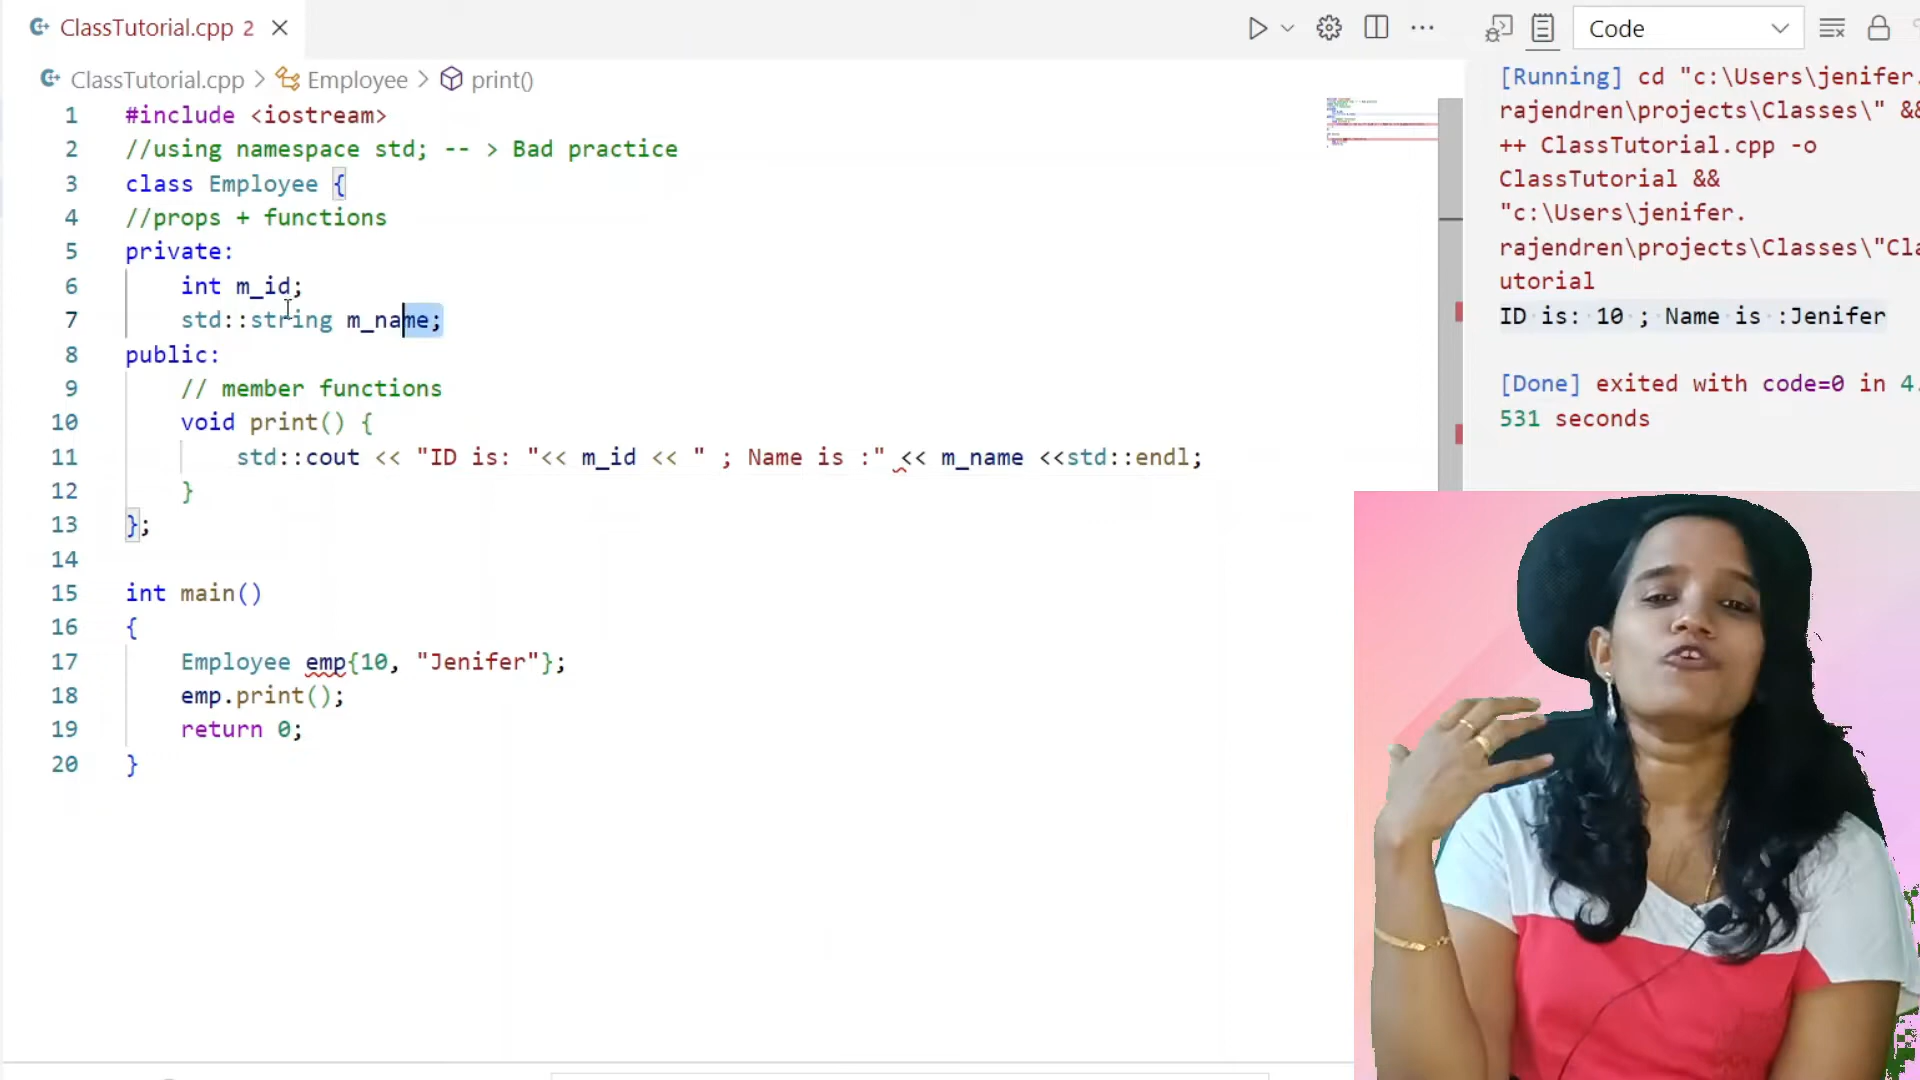 ClassTutorial.cpp 2
Code
ClassTutorial.cpp > Employee > print()
1 #include <iostream>
2 //using namespace std; -- > Bad practice
3 class Employee {
4 //props + functions
5 private:
6 int m_id;
7 std::string m_name;
8 public:
9 // member functions
10 void print() {
11 std::cout << "ID is: "<< m_id << " ; Name is :" << m_name <<std::endl;
12 }
13 };
14
15 int main()
16 {
17 Employee emp{10, "Jenifer"};
18 emp.print();
19 return 0;
20 }
[Running] cd "c:\Users\jenifer.
rajendren\projects\Classes\" &&
++ ClassTutorial.cpp -o
ClassTutorial &&
"c:\Users\jenifer.
rajendren\projects\Classes\"Cla
utorial
ID is: 10 ; Name is :Jenifer
[Done] exited with code=0 in 4.
531 seconds